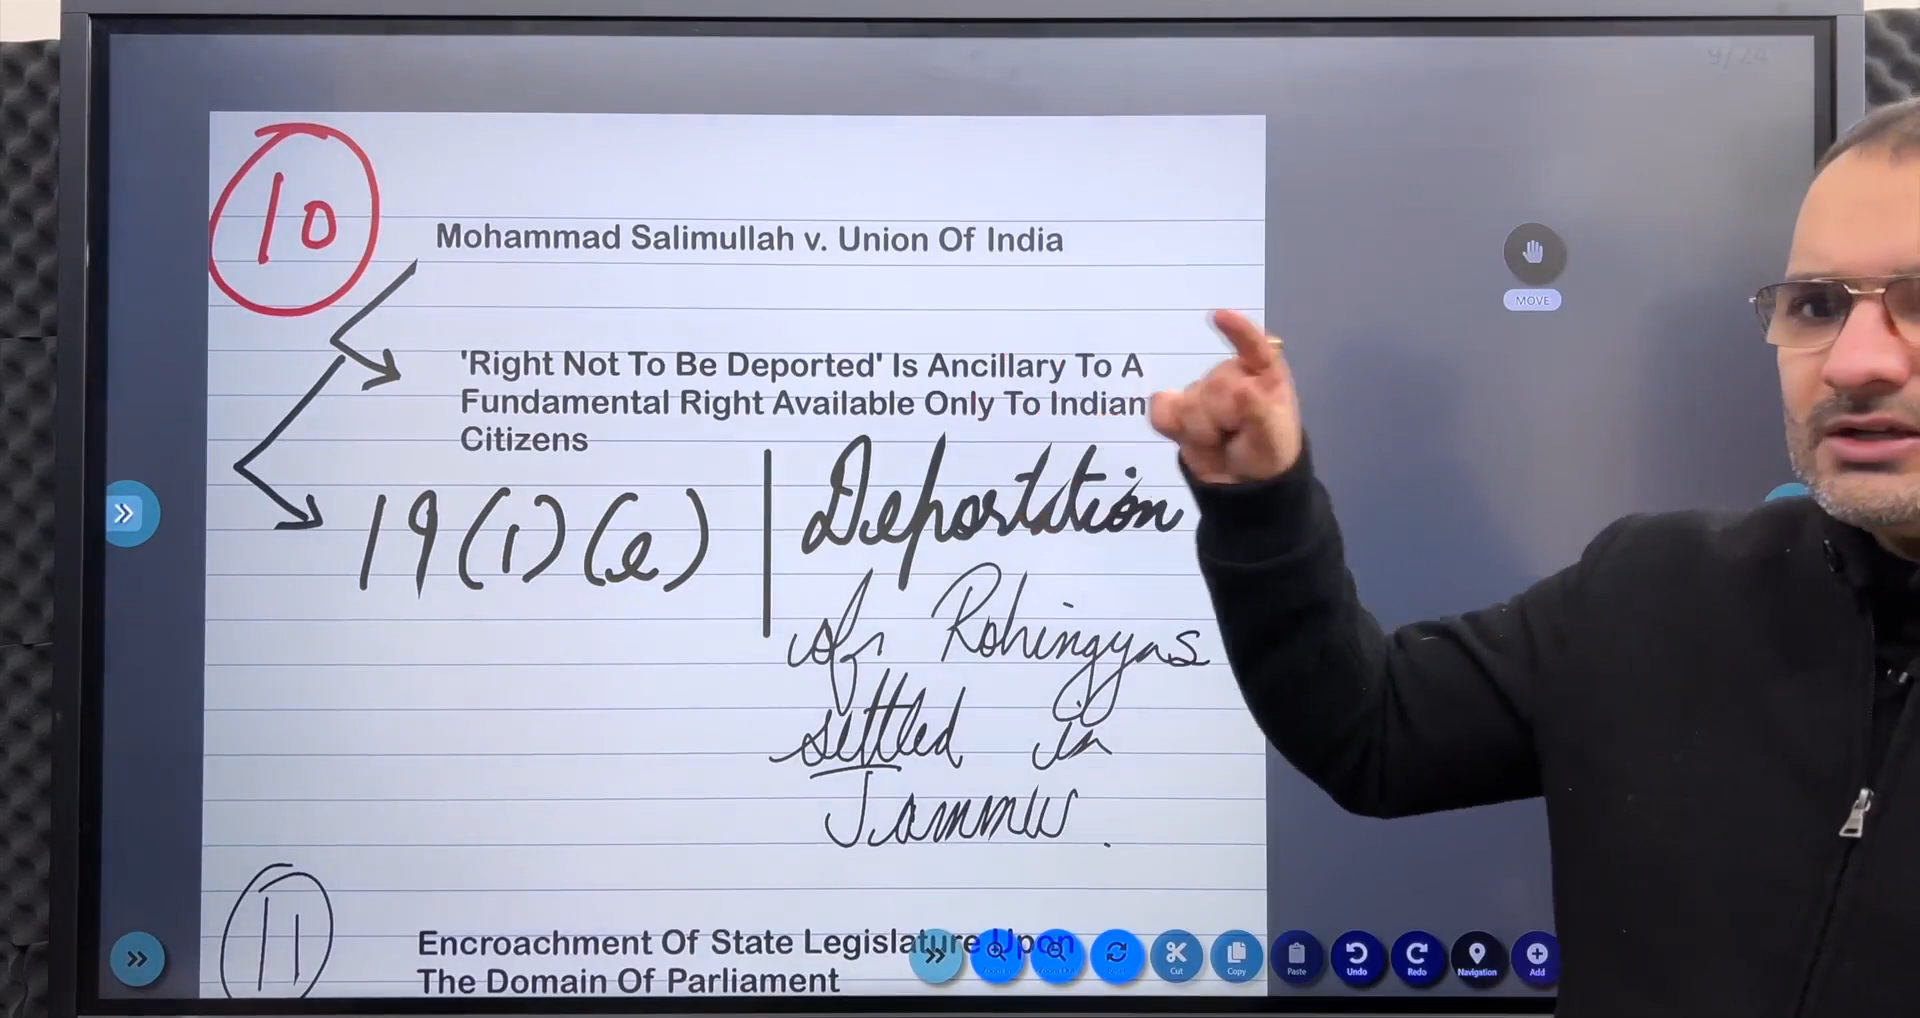 9/24
10
Mohammad Salimullah v. Union Of India
MOVE
'Right Not To Be Deported' Is Ancillary To A
Fundamental Right Available Only To Indian
Citizens
19(1)(e) | Deportation
of Rohingyas
settled in
Jammu.
11
Encroachment Of State Legislature Upon
The Domain Of Parliament
Cut
Copy
Paste
Undo
Redo
Navigation
Add